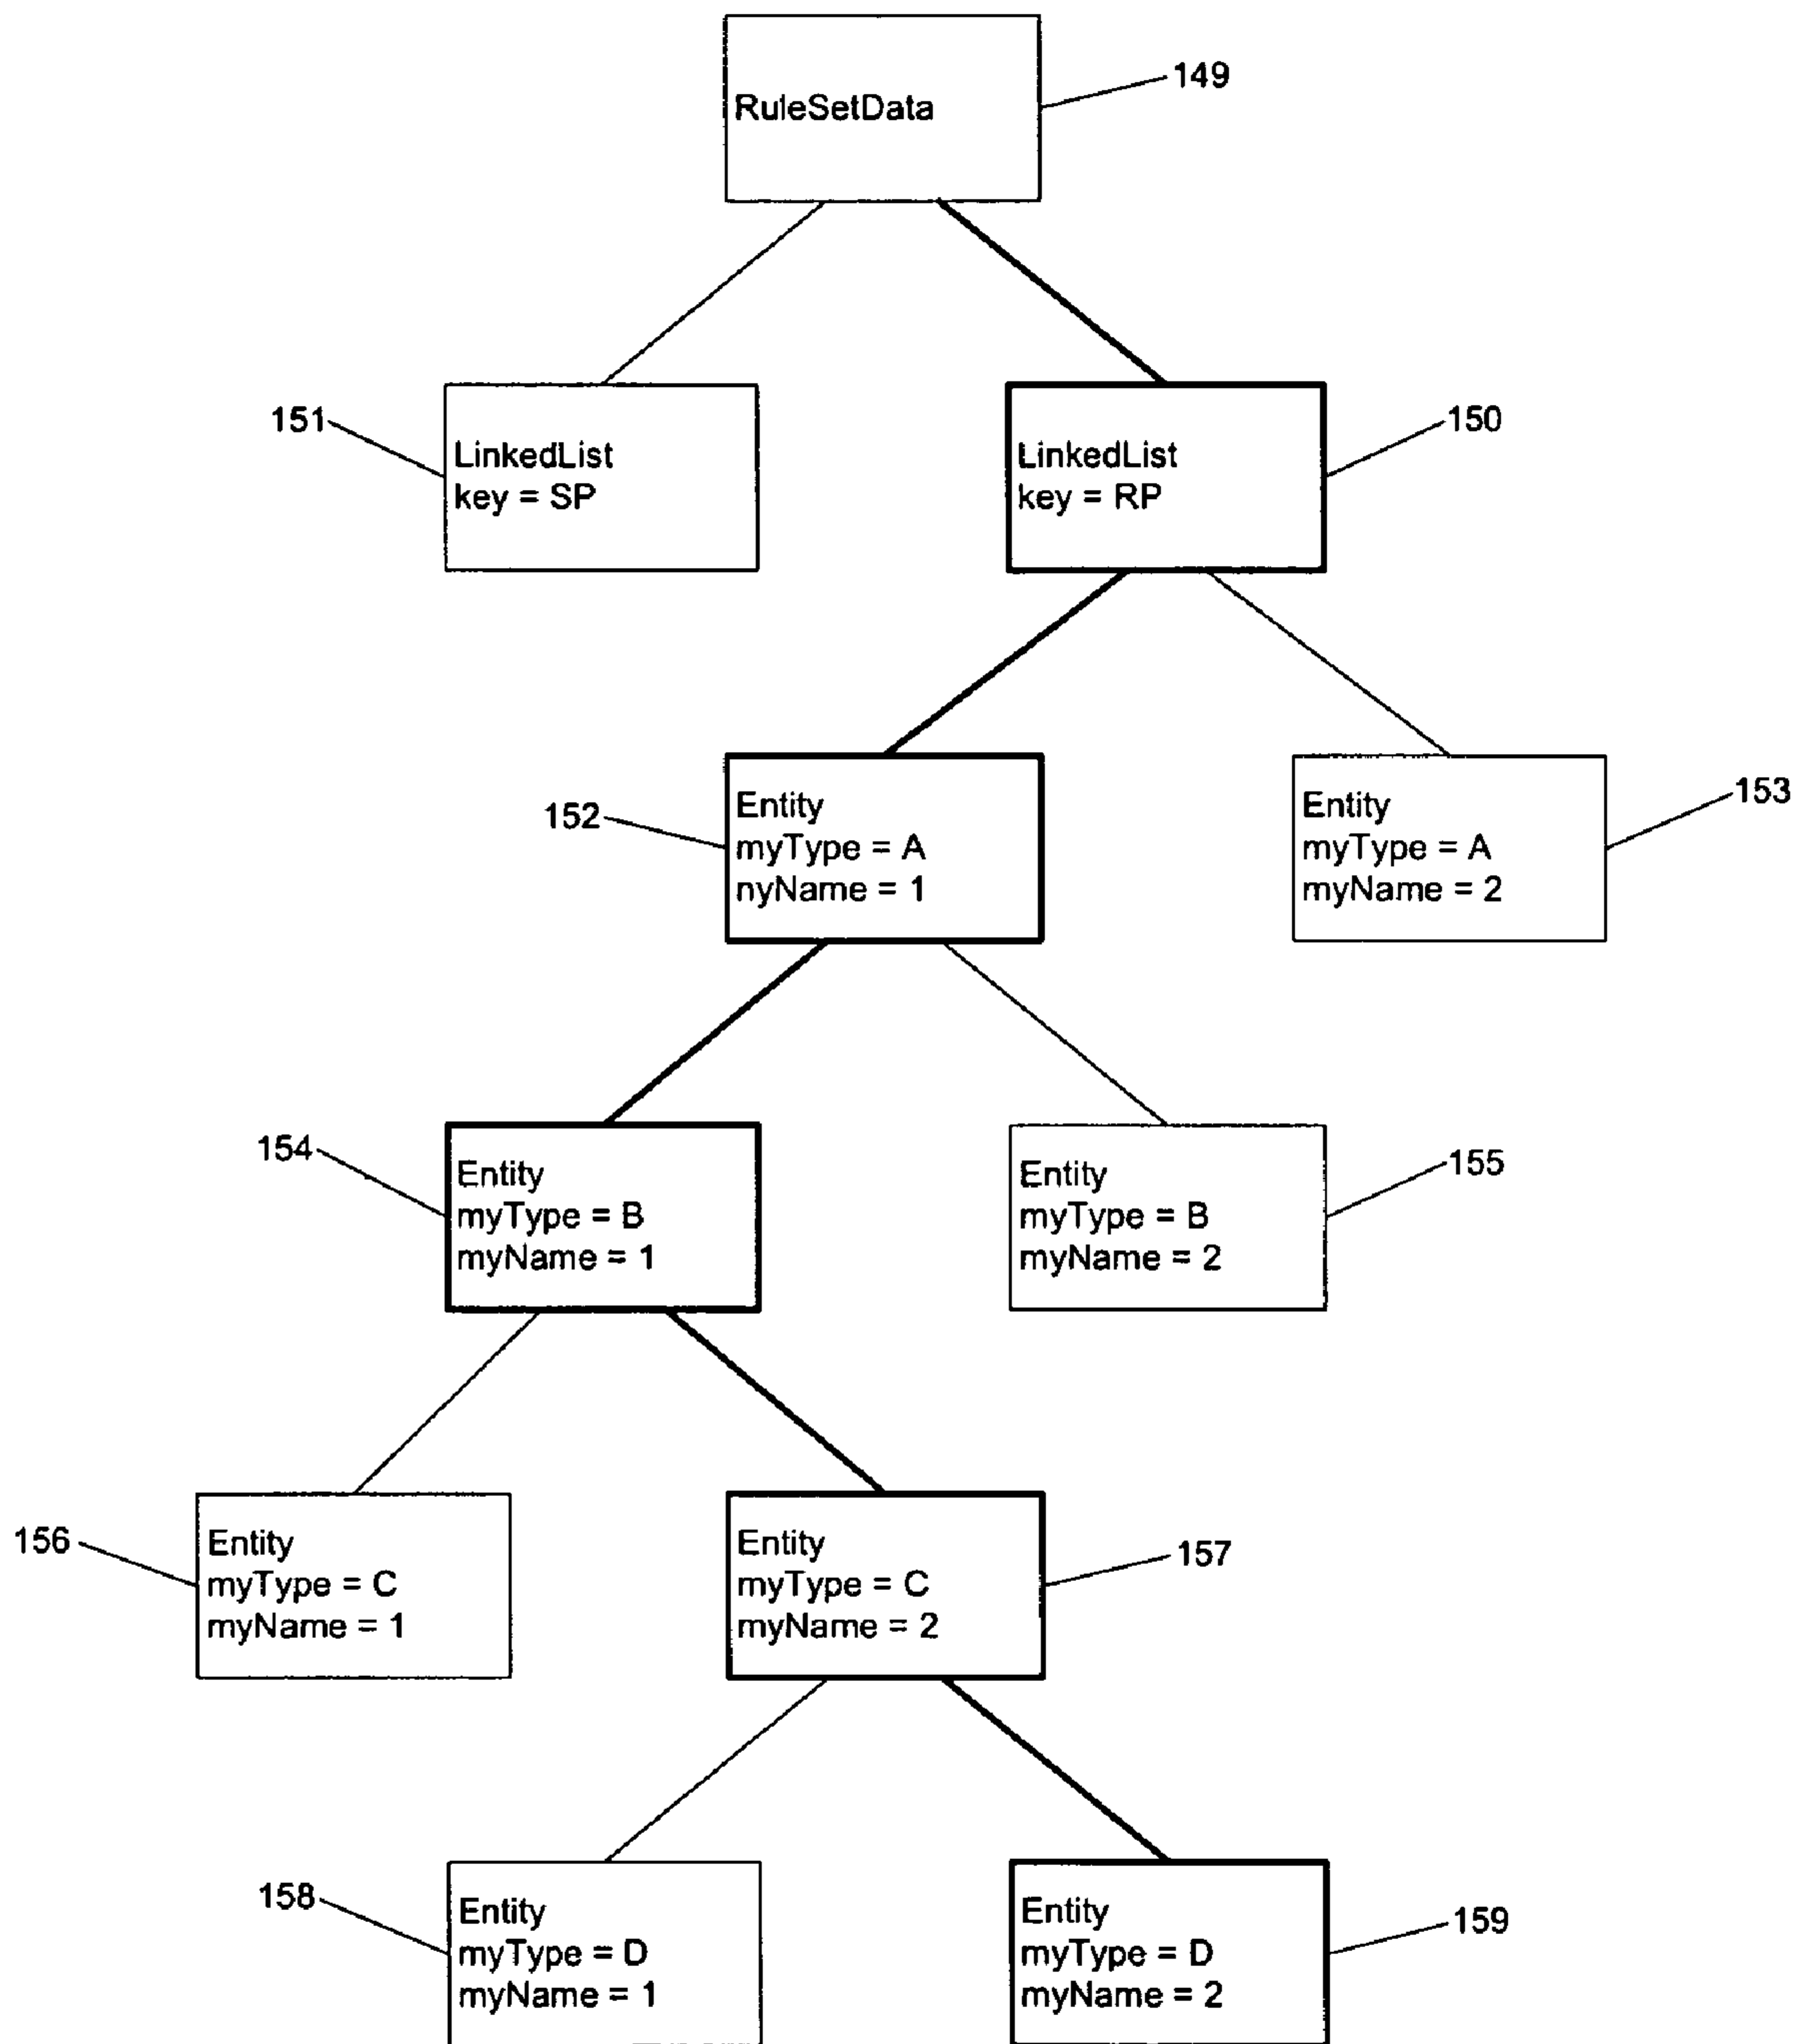 149
RuleSetData
151
LinkedList
key = SP
150
LinkedList
key = RP
152
Entity
myType = A
nyName = 1
153
Entity
myType = A
myName = 2
154
Entity
myType = B
myName = 1
155
Entity
myType = B
myName = 2
156
Entity
myType = C
myName = 1
157
Entity
myType = C
myName = 2
158
Entity
myType = D
myName = 1
159
Entity
myType = D
myName = 2